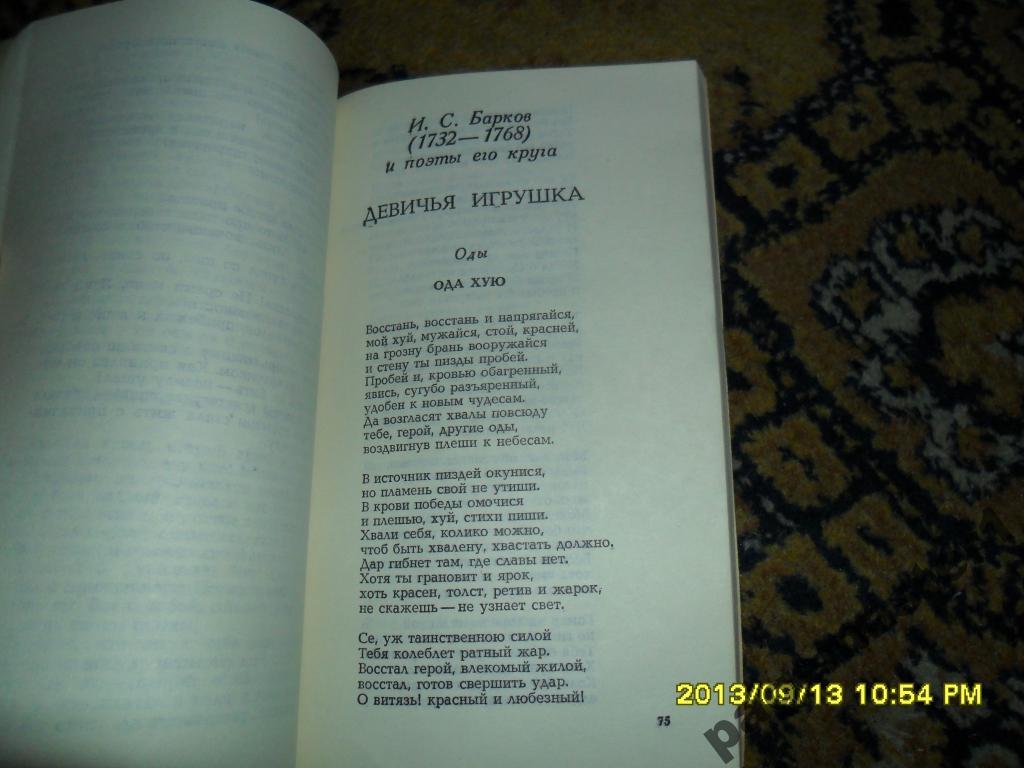 И. С. Барков
(1732—1768)
и поэты его круга
ДЕВИЧЬЯ ИГРУШКА
Оды
ОДА ХУЮ
Восстань, восстань и напрягайся,
мой хуй, мужайся, стой, красней,
на грозну брань вооружайся
и стену ты пизды пробей.
Пробей и, кровью обагренный,
явись, сугубо разъяренный,
удобен к новым чудесам.
Да возгласят хвалы повсюду
тебе, герой, другие оды,
воздвигнув плеши к небесам.
В источник пиздей окунися,
но пламень свой не утиши.
В крови победы омочися
и плешью, хуй, стихи пиши.
Хвали себя, колико можно,
чтоб быть хвалену, хвастать должно.
Дар гибнет там, где славы нет.
Хотя ты грановит и ярок,
хоть красен, толст, ретив и жарок,
не скажешь — не узнает свет.
Се, уж таинственною силой
Тебя колеблет ратный жар.
Восстал герой, влекомый жилой,
восстал, готов свершить удар.
О витязь! красный и любезный!
75
2013/09/13 10:54 PM